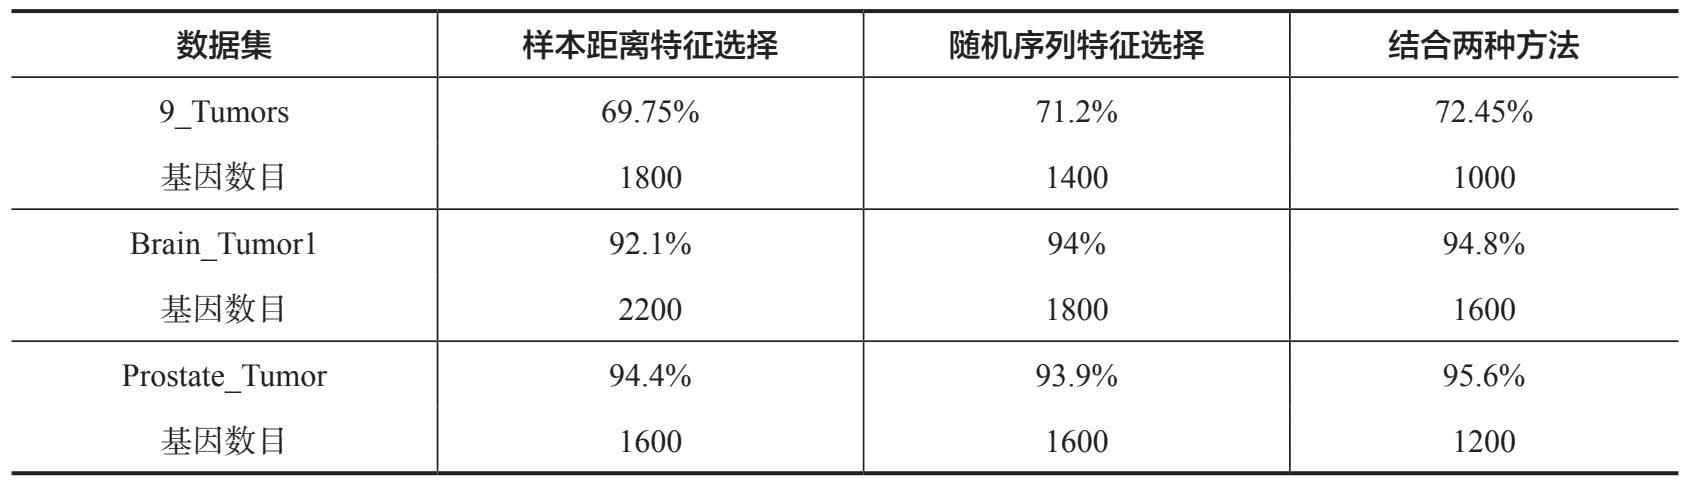 数据集 样本距离特征选择 随机序列特征选择 结合两种方法
9_Tumors 69.75% 71.2% 72.45%
基因数目 1800 1400 1000
Brain_Tumor1 92.1% 94% 94.8%
基因数目 2200 1800 1600
Prostate_Tumor 94.4% 93.9% 95.6%
基因数目 1600 1600 1200